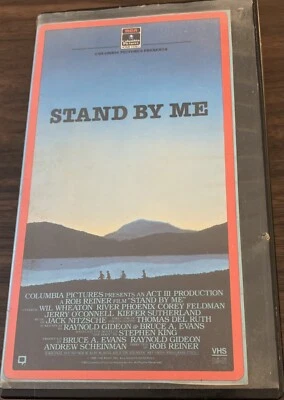 RCA
COLUMBIA PICTURES PRESENTS
STAND BY ME
COLUMBIA PICTURES PRESENTS AN ACT III PRODUCTION
A ROB REINER FILM "STAND BY ME"
WIL WHEATON RIVER PHOENIX COREY FELDMAN
JERRY O'CONNELL KIEFER SUTHERLAND
JACK NITZSCHE THOMAS DEL RUTH
RAYNOLD GIDEON & BRUCE A. EVANS
STEPHEN KING
BRUCE A. EVANS RAYNOLD GIDEON
ANDREW SCHEINMAN ROB REINER
VHS